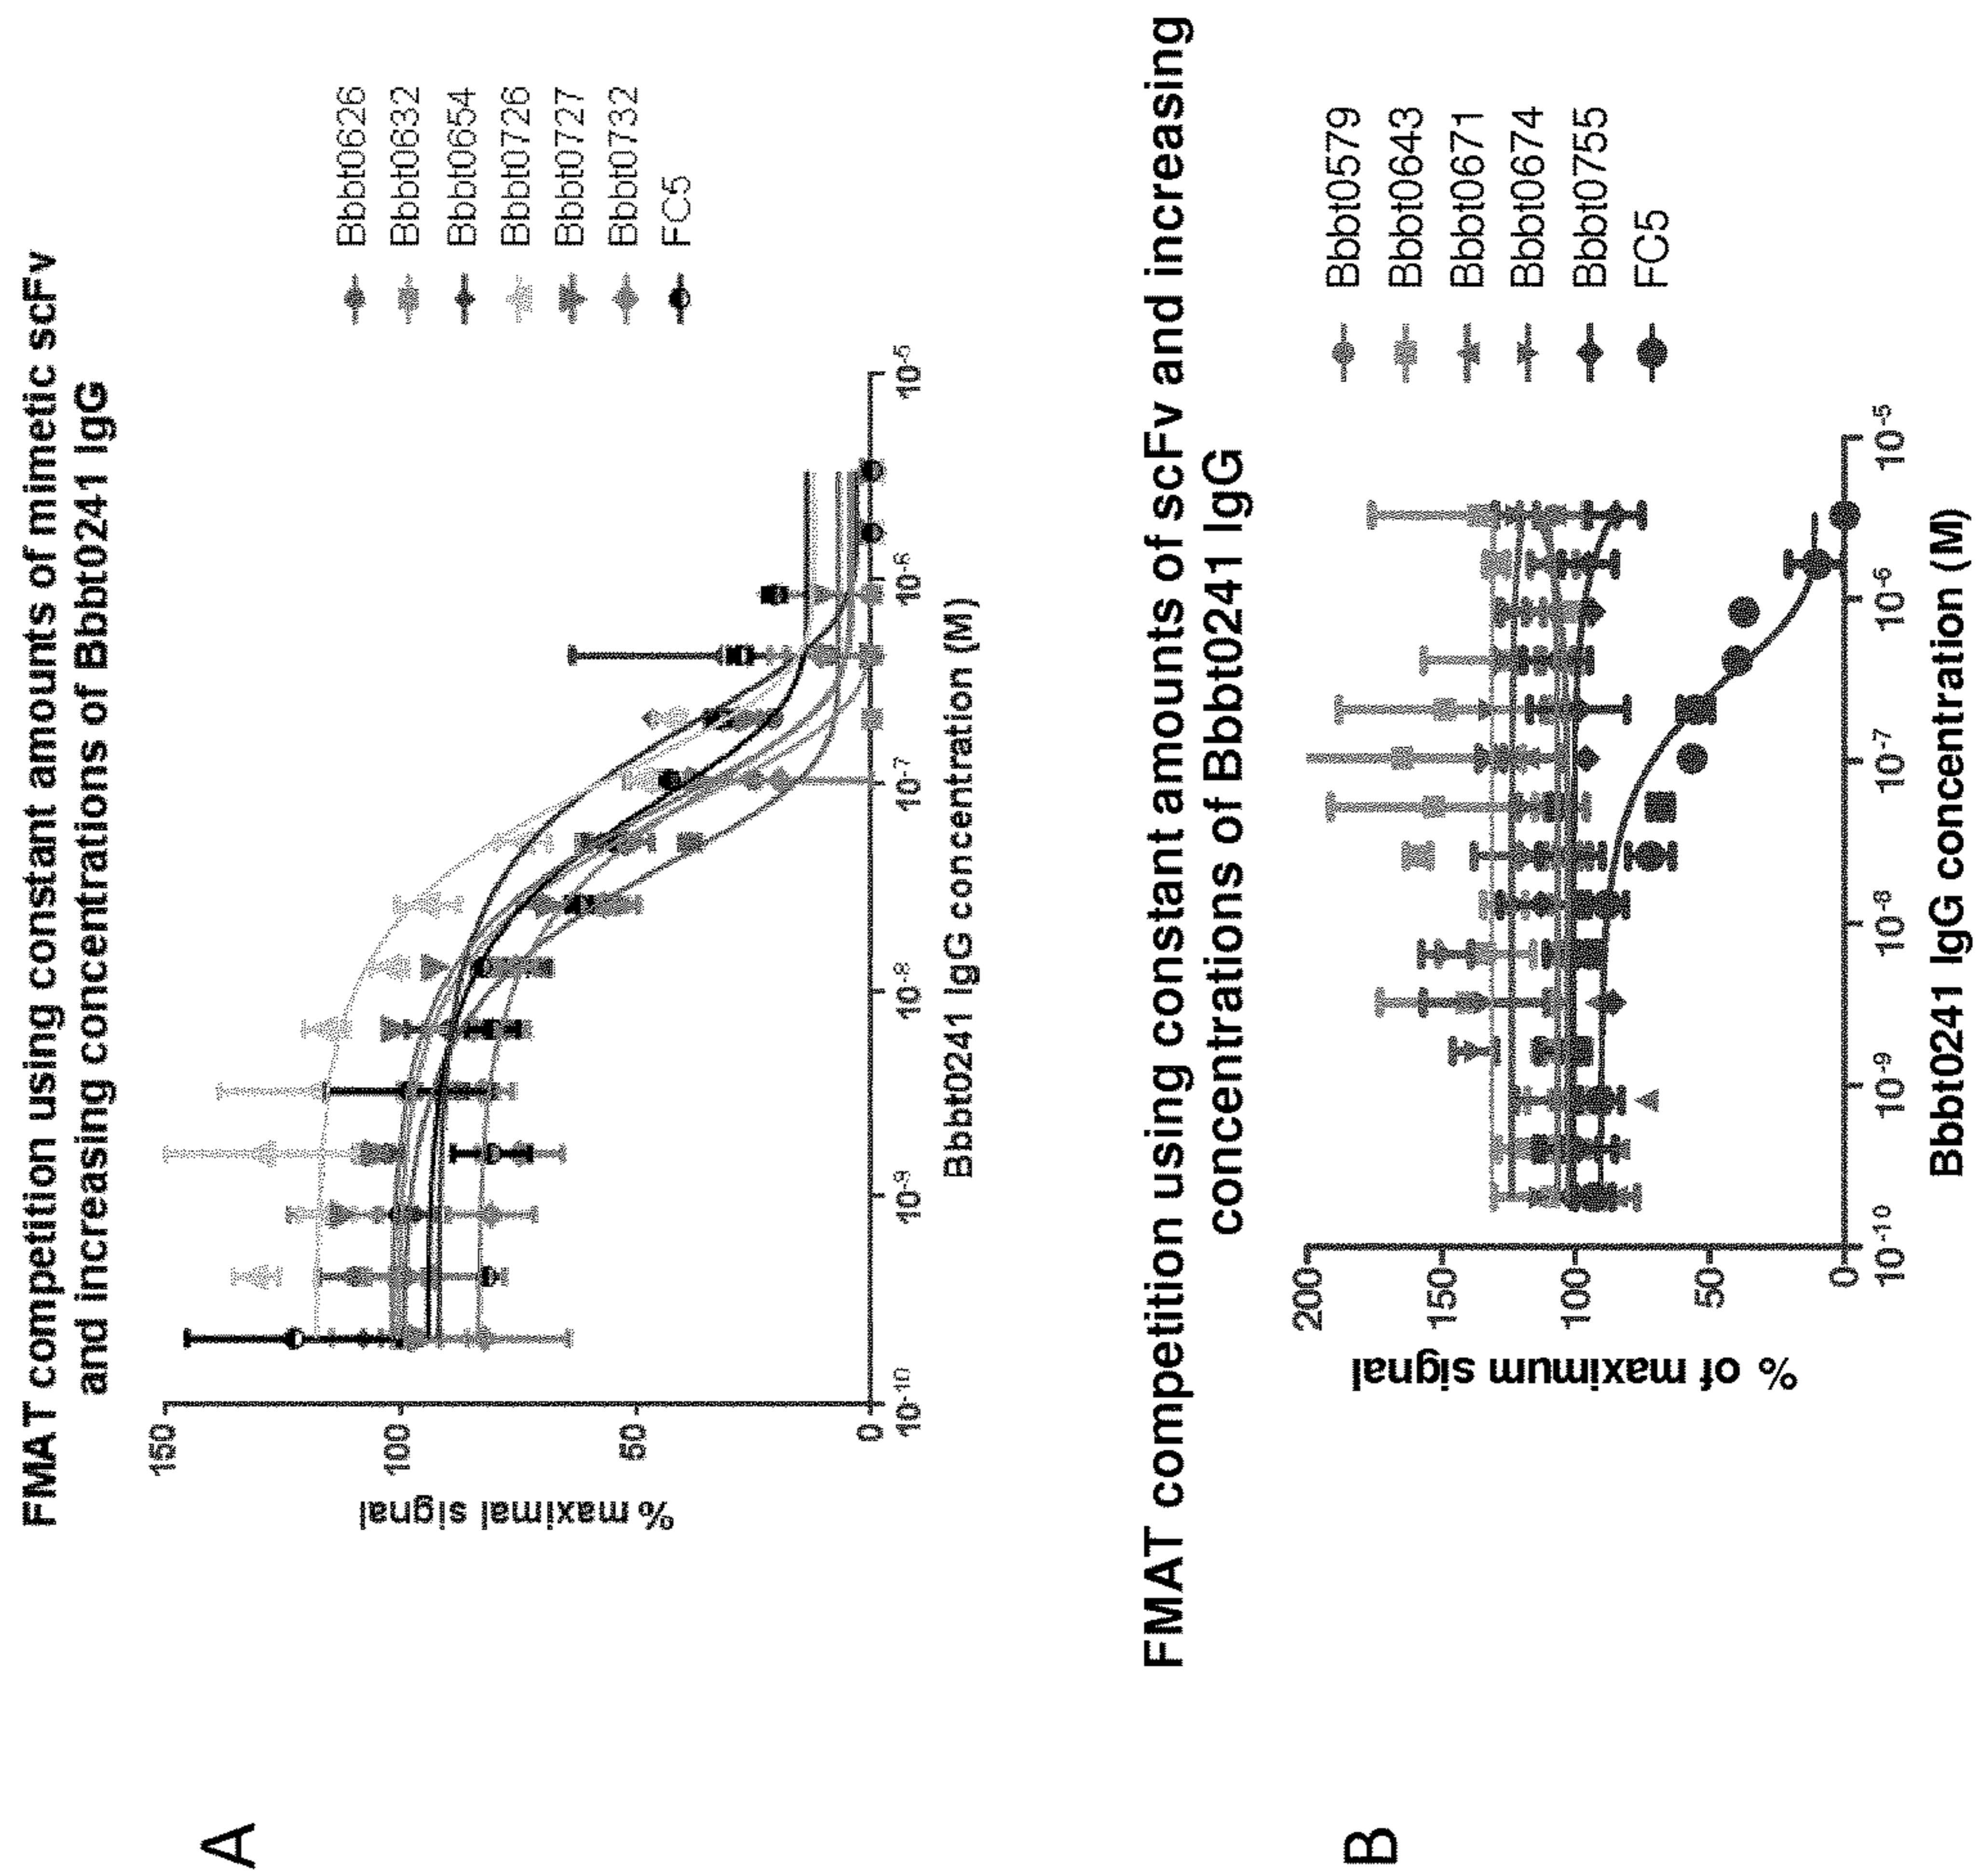 A
FMAT competition using constant amounts of mimetic scFv
and increasing concentrations of Bbbt0241 IgG
% maximal signal
150
100
50
0
10-10
10-9
10-8
10-7
10-6
10-5
Bbbt0241 IgG concentration (M)
Bbbt0626
Bbbt0632
Bbbt0654
Bbbt0726
Bbbt0727
Bbbt0732
FC5
B
FMAT competition using constant amounts of scFv and increasing
concentrations of Bbbt0241 IgG
% of maximum signal
200
150
100
50
0
10-10
10-9
10-8
10-7
10-6
10-5
Bbbt0241 IgG concentration (M)
Bbbt0579
Bbbt0643
Bbbt0671
Bbbt0674
Bbbt0755
FC5